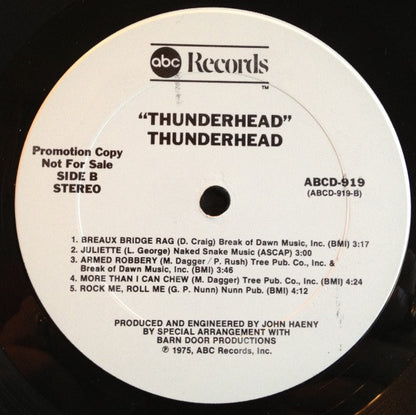 abc Records
TM
"THUNDERHEAD"
THUNDERHEAD
Promotion Copy
Not For Sale
SIDE B
STEREO
ABCD-919
(ABCD-919-B)
1. BREAUX BRIDGE RAG (D. Craig) Break of Dawn Music, Inc. (BMI) 3:17
2. JULIETTE (L. George) Naked Snake Music (ASCAP) 3:00
3. ARMED ROBBERY (M. Dagger / P. Rush) Tree Pub. Co., Inc. &
Break of Dawn Music, Inc. (BMI) 3:46
4. MORE THAN I CAN CHEW (M. Dagger) Tree Pub. Co., Inc. (BMI) 4:24
5. ROCK ME, ROLL ME (G. P. Nunn) Nunn Pub. (BMI) 4:12
PRODUCED AND ENGINEERED BY JOHN HAENY
BY SPECIAL ARRANGEMENT WITH
BARN DOOR PRODUCTIONS
℗ 1975, ABC Records, Inc.